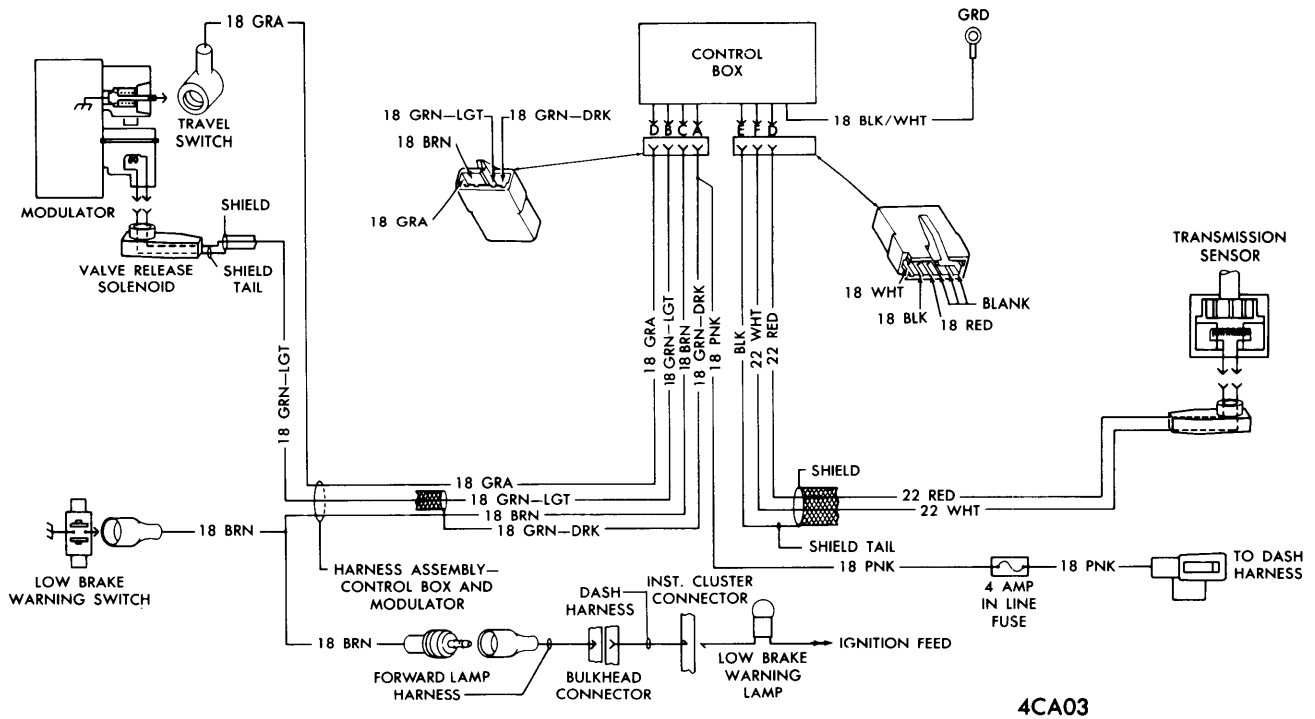 18 GRA
CONTROL
BOX
GRD
18 GRN-LGT
18 GRN-DRK
18 BRN
18 BLK/WHT
TRAVEL
SWITCH
D B C A
E F D
MODULATOR
SHIELD
18 GRA
VALVE RELEASE
SOLENOID
SHIELD
TAIL
TRANSMISSION
SENSOR
18 WHT
BLANK
18 BLK
18 RED
18 GRN-LGT
18 GRA
18 GRN-LGT
18 BRN
18 GRN-DRK
18 PNK
BLK
22 WHT
22 RED
SHIELD
18 GRA
18 GRN-LGT
18 BRN
18 GRN-DRK
22 RED
22 WHT
18 BRN
SHIELD TAIL
LOW BRAKE
WARNING SWITCH
HARNESS ASSEMBLY-
CONTROL BOX AND
MODULATOR
18 PNK
18 PNK
TO DASH
HARNESS
4 AMP
IN LINE
FUSE
DASH
HARNESS
INST. CLUSTER
CONNECTOR
18 BRN
IGNITION FEED
FORWARD LAMP
HARNESS
BULKHEAD
CONNECTOR
LOW BRAKE
WARNING
LAMP
4CA03